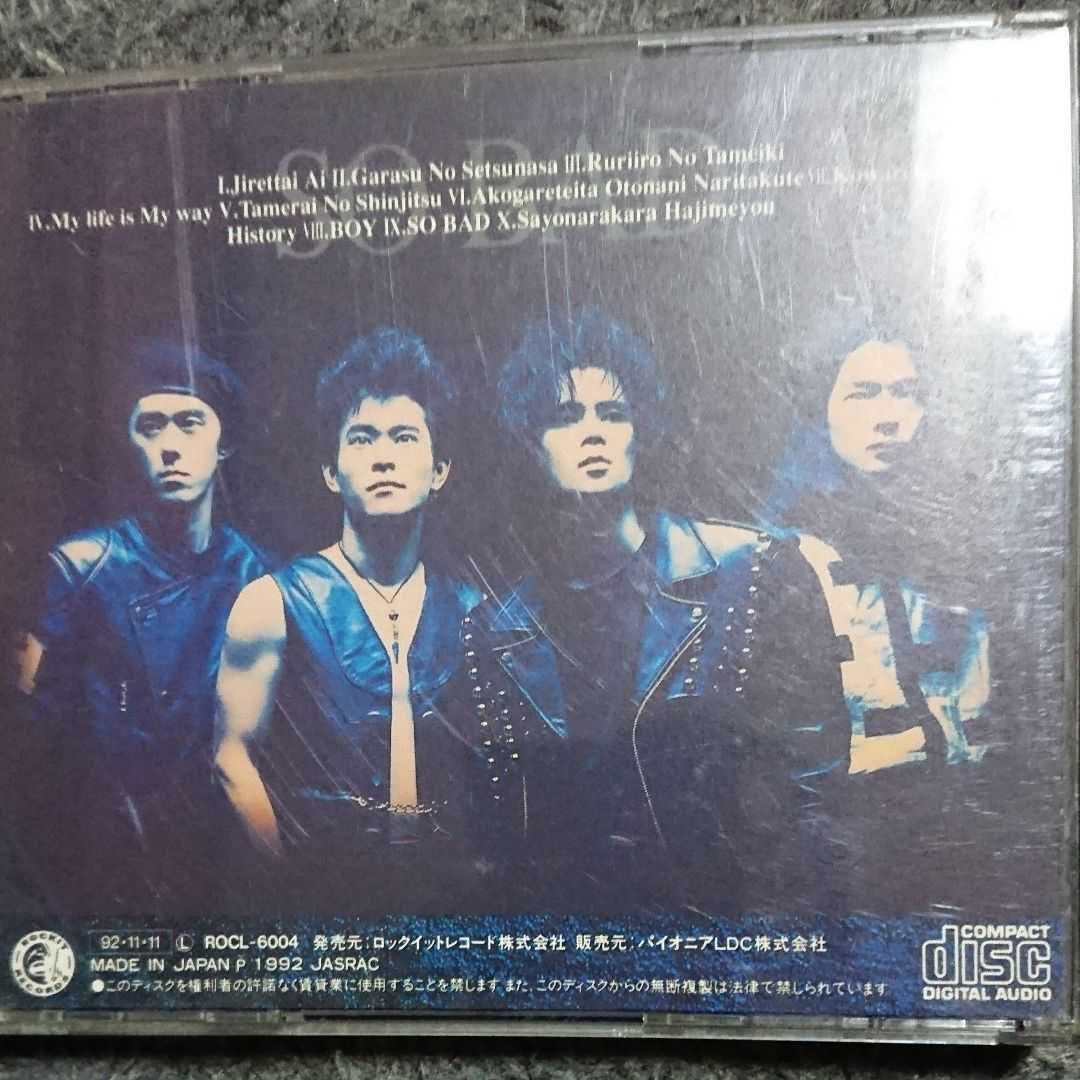 SO BAD
I.Jirettai Ai II.Garasu No Setsunasa III.Ruriiro No Tameiki
IV.My life is My way V.Tamerai No Shinjitsu VI.Akogareteita Otonani Naritakute VII.
History VIII.BOY IX.SO BAD X.Sayonarakara Hajimeyou
ROCKIT RECORDS
92・11・11 Ⓛ ROCL-6004 発売元:ロックイットレコード株式会社 販売元:パイオニアLDC株式会社
MADE IN JAPAN ℗ 1992 JASRAC
●このディスクを権利者の許諾なく賃貸業に使用することを禁じます また、このディスクからの無断複製は法律で禁じられています
COMPACT
disc
DIGITAL AUDIO